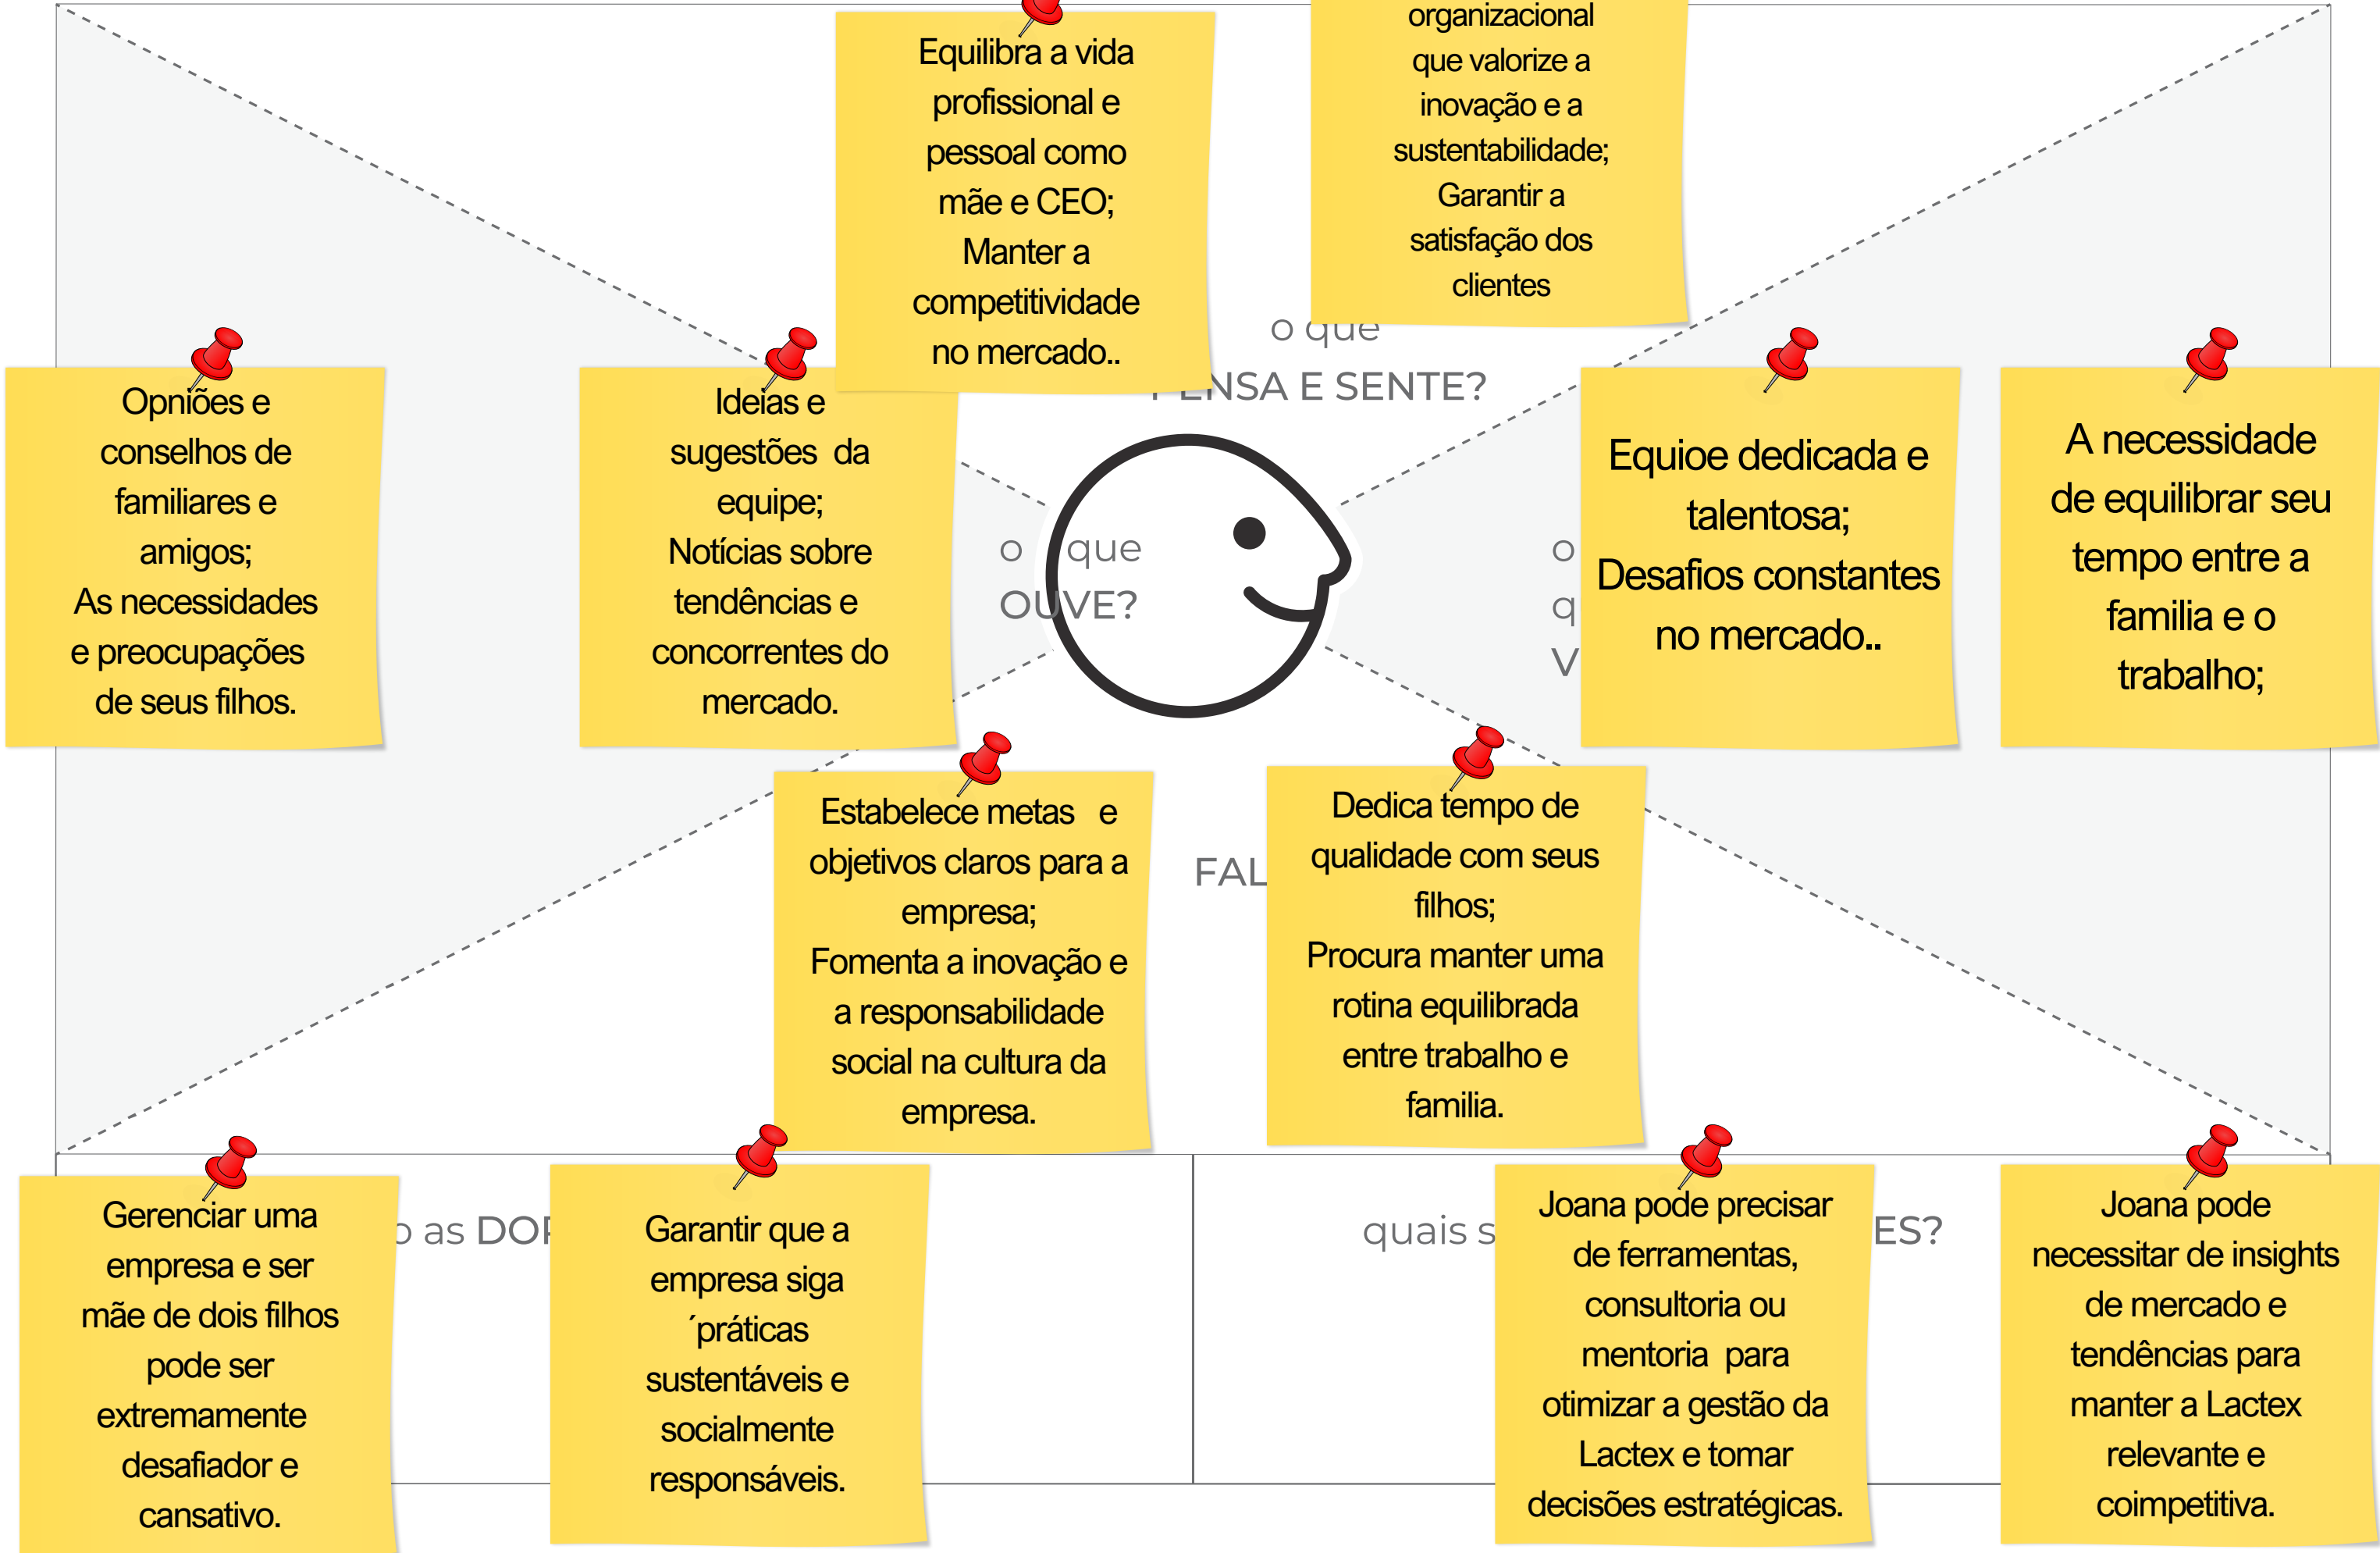 Equilibra a vida
profissional e
pessoal como
mãe e CEO;
Manter a
competitividade
no mercado..
organizacional
que valorize a
inovação e a
sustentabilidade;
Garantir a
satisfação dos
clientes
o que
PENSA E SENTE?
Opniões e
conselhos de
familiares e
amigos;
As necessidades
e preocupações
de seus filhos.
Ideias e
sugestões da
equipe;
Notícias sobre
tendências e
concorrentes do
mercado.
o que
OUVE?
o
q
V
Equioe dedicada e
talentosa;
Desafios constantes
no mercado..
A necessidade
de equilibrar seu
tempo entre a
familia e o
trabalho;
Estabelece metas e
objetivos claros para a
empresa;
Fomenta a inovação e
a responsabilidade
social na cultura da
empresa.
FAL
Dedica tempo de
qualidade com seus
filhos;
Procura manter uma
rotina equilibrada
entre trabalho e
familia.
Gerenciar uma
empresa e ser
mãe de dois filhos
pode ser
extremamente
desafiador e
cansativo.
o as DOR
Garantir que a
empresa siga
´práticas
sustentáveis e
socialmente
responsáveis.
quais s
ES?
Joana pode precisar
de ferramentas,
consultoria ou
mentoria para
otimizar a gestão da
Lactex e tomar
decisões estratégicas.
Joana pode
necessitar de insights
de mercado e
tendências para
manter a Lactex
relevante e
coimpetitiva.